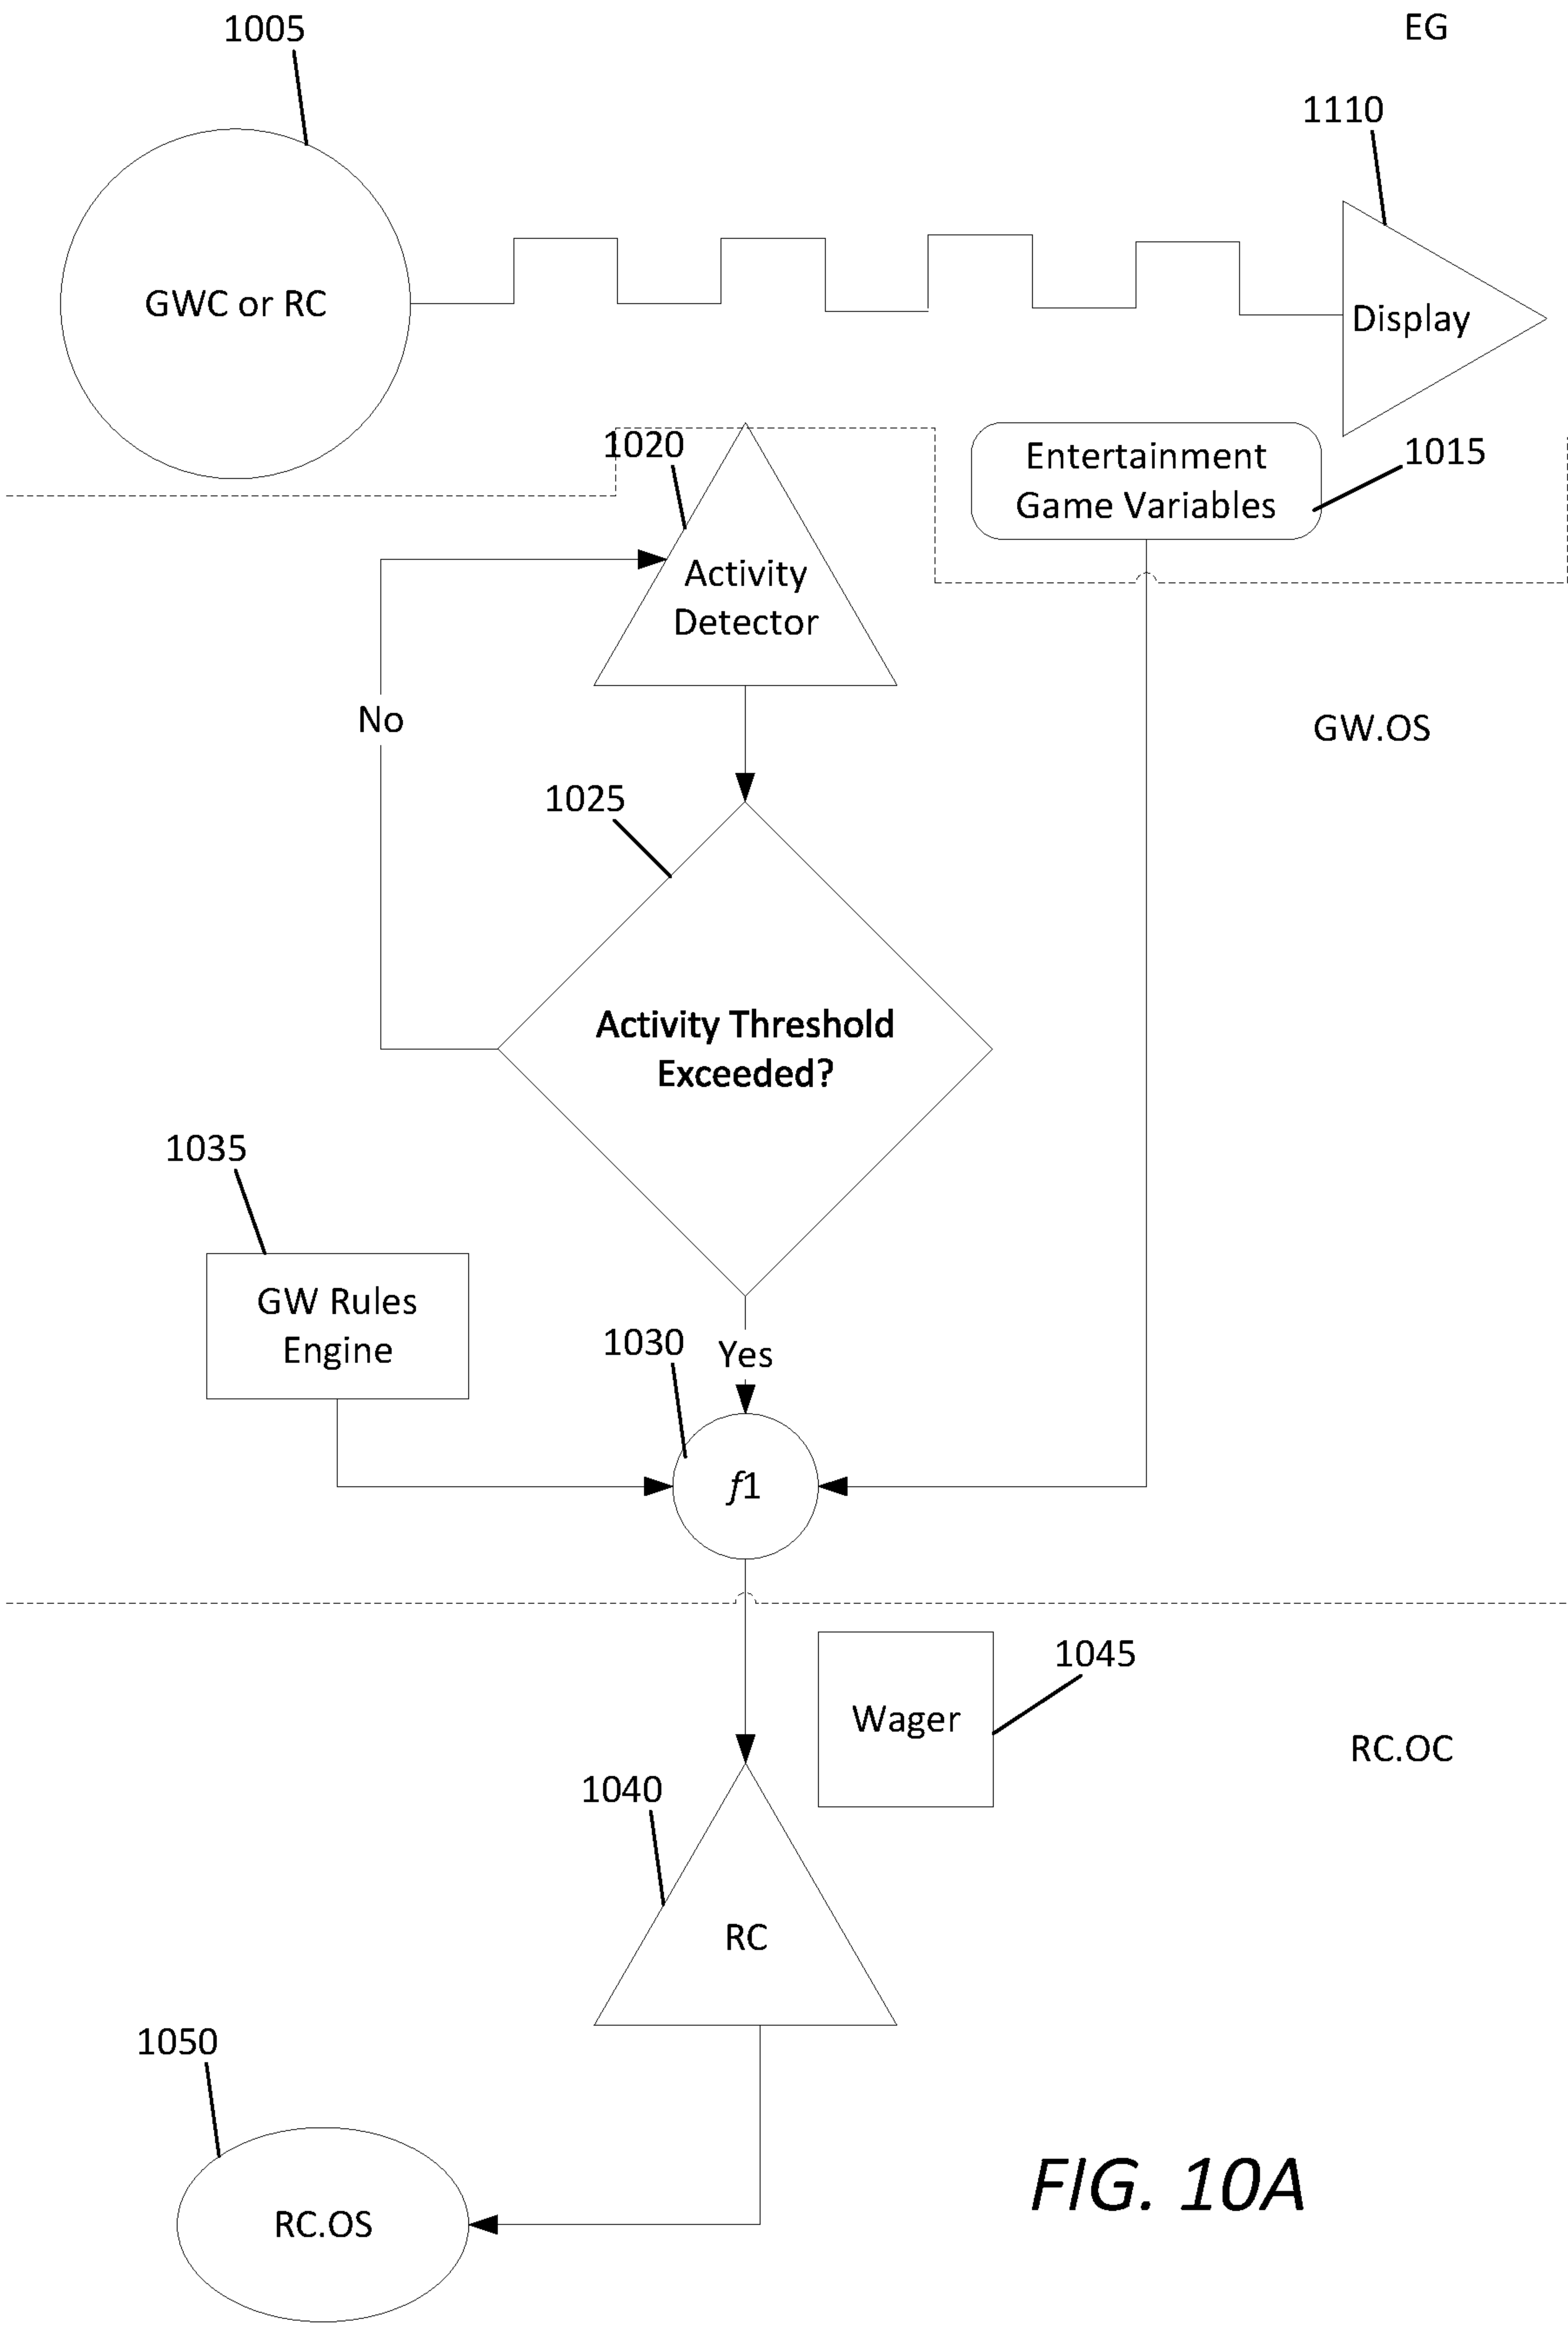 1005
EG
1110
GWC or RC
Display
1020
Entertainment
Game Variables
1015
Activity
Detector
No
GW.OS
1025
Activity Threshold
Exceeded?
1035
GW Rules
Engine
1030
Yes
f1
Wager
1045
RC.OC
1040
RC
1050
RC.OS
FIG. 10A